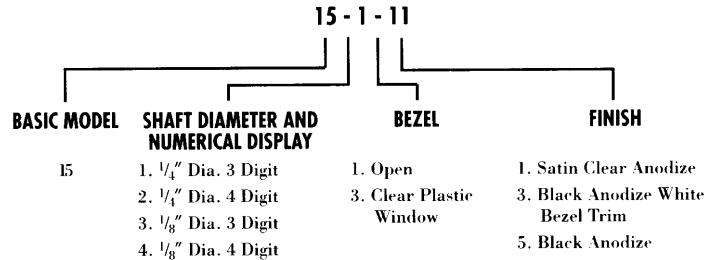 15 - 1 - 11
BASIC MODEL
15
SHAFT DIAMETER AND
NUMERICAL DISPLAY
1. 1/4" Dia. 3 Digit
2. 1/4" Dia. 4 Digit
3. 1/8" Dia. 3 Digit
4. 1/8" Dia. 4 Digit
BEZEL
1. Open
3. Clear Plastic
Window
FINISH
1. Satin Clear Anodize
3. Black Anodize White
Bezel Trim
5. Black Anodize